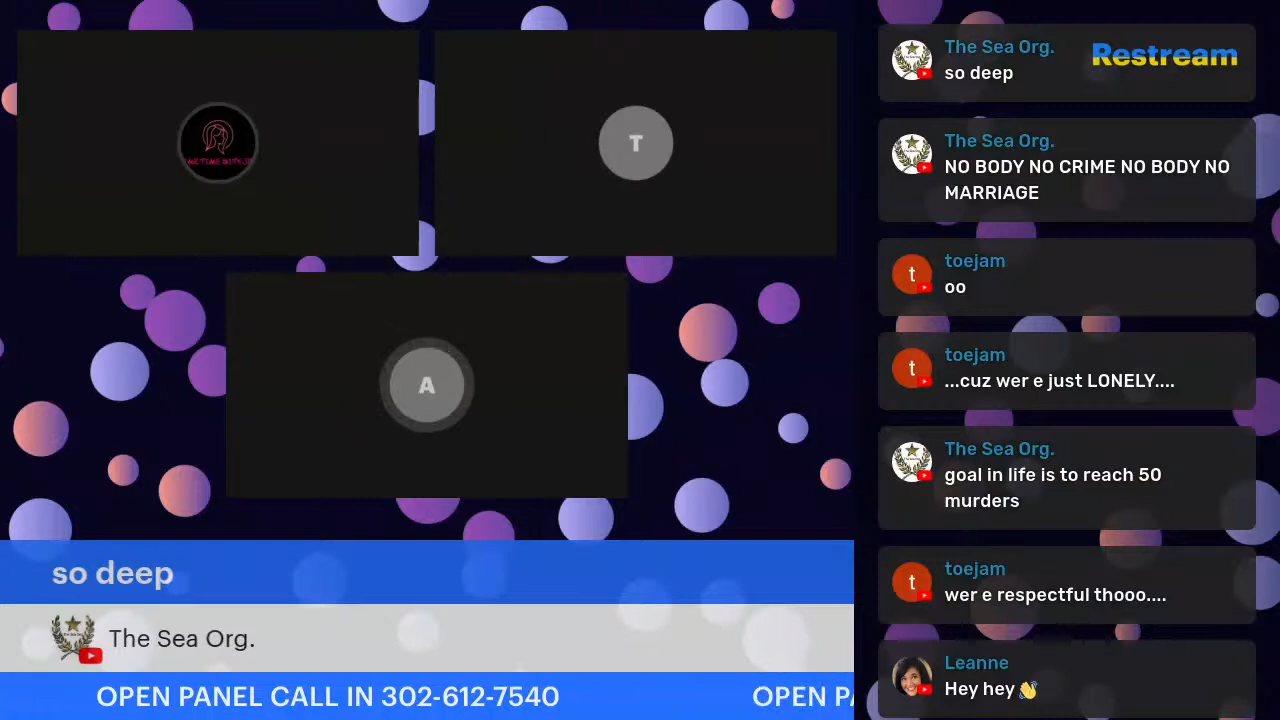 T
A
so deep
The Sea Org.
OPEN PANEL CALL IN 302-612-7540
OPEN PA
Restream
The Sea Org.
so deep
The Sea Org.
NO BODY NO CRIME NO BODY NO
MARRIAGE
t
toejam
oo
t
toejam
...cuz wer e just LONELY....
The Sea Org.
goal in life is to reach 50
murders
t
toejam
wer e respectful thooo....
Leanne
Hey hey👋